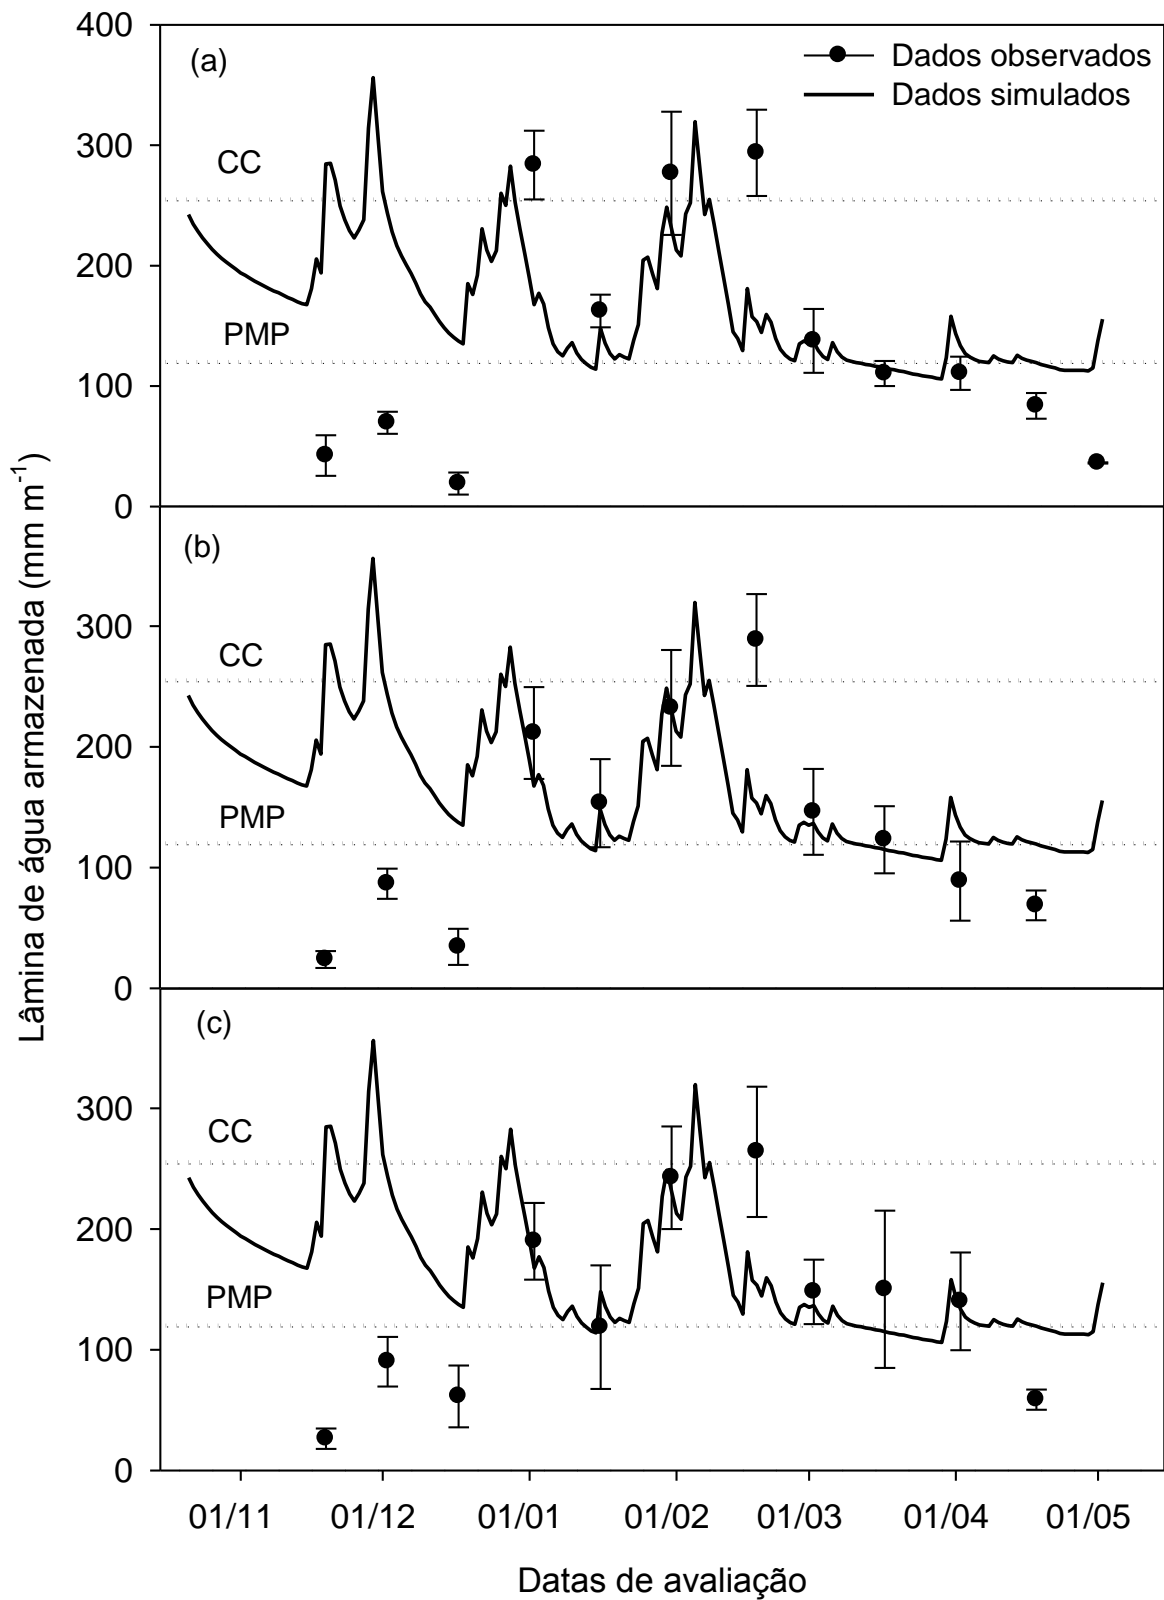 400
(a)
Dados observados
Dados simulados
300
CC
200
PMP
100
0
(b)
300
CC
200
PMP
100
0
(c)
300
CC
200
PMP
100
0
Lâmina de água armazenada (mm m⁻¹)
01/11 01/12 01/01 01/02 01/03 01/04 01/05
Datas de avaliação